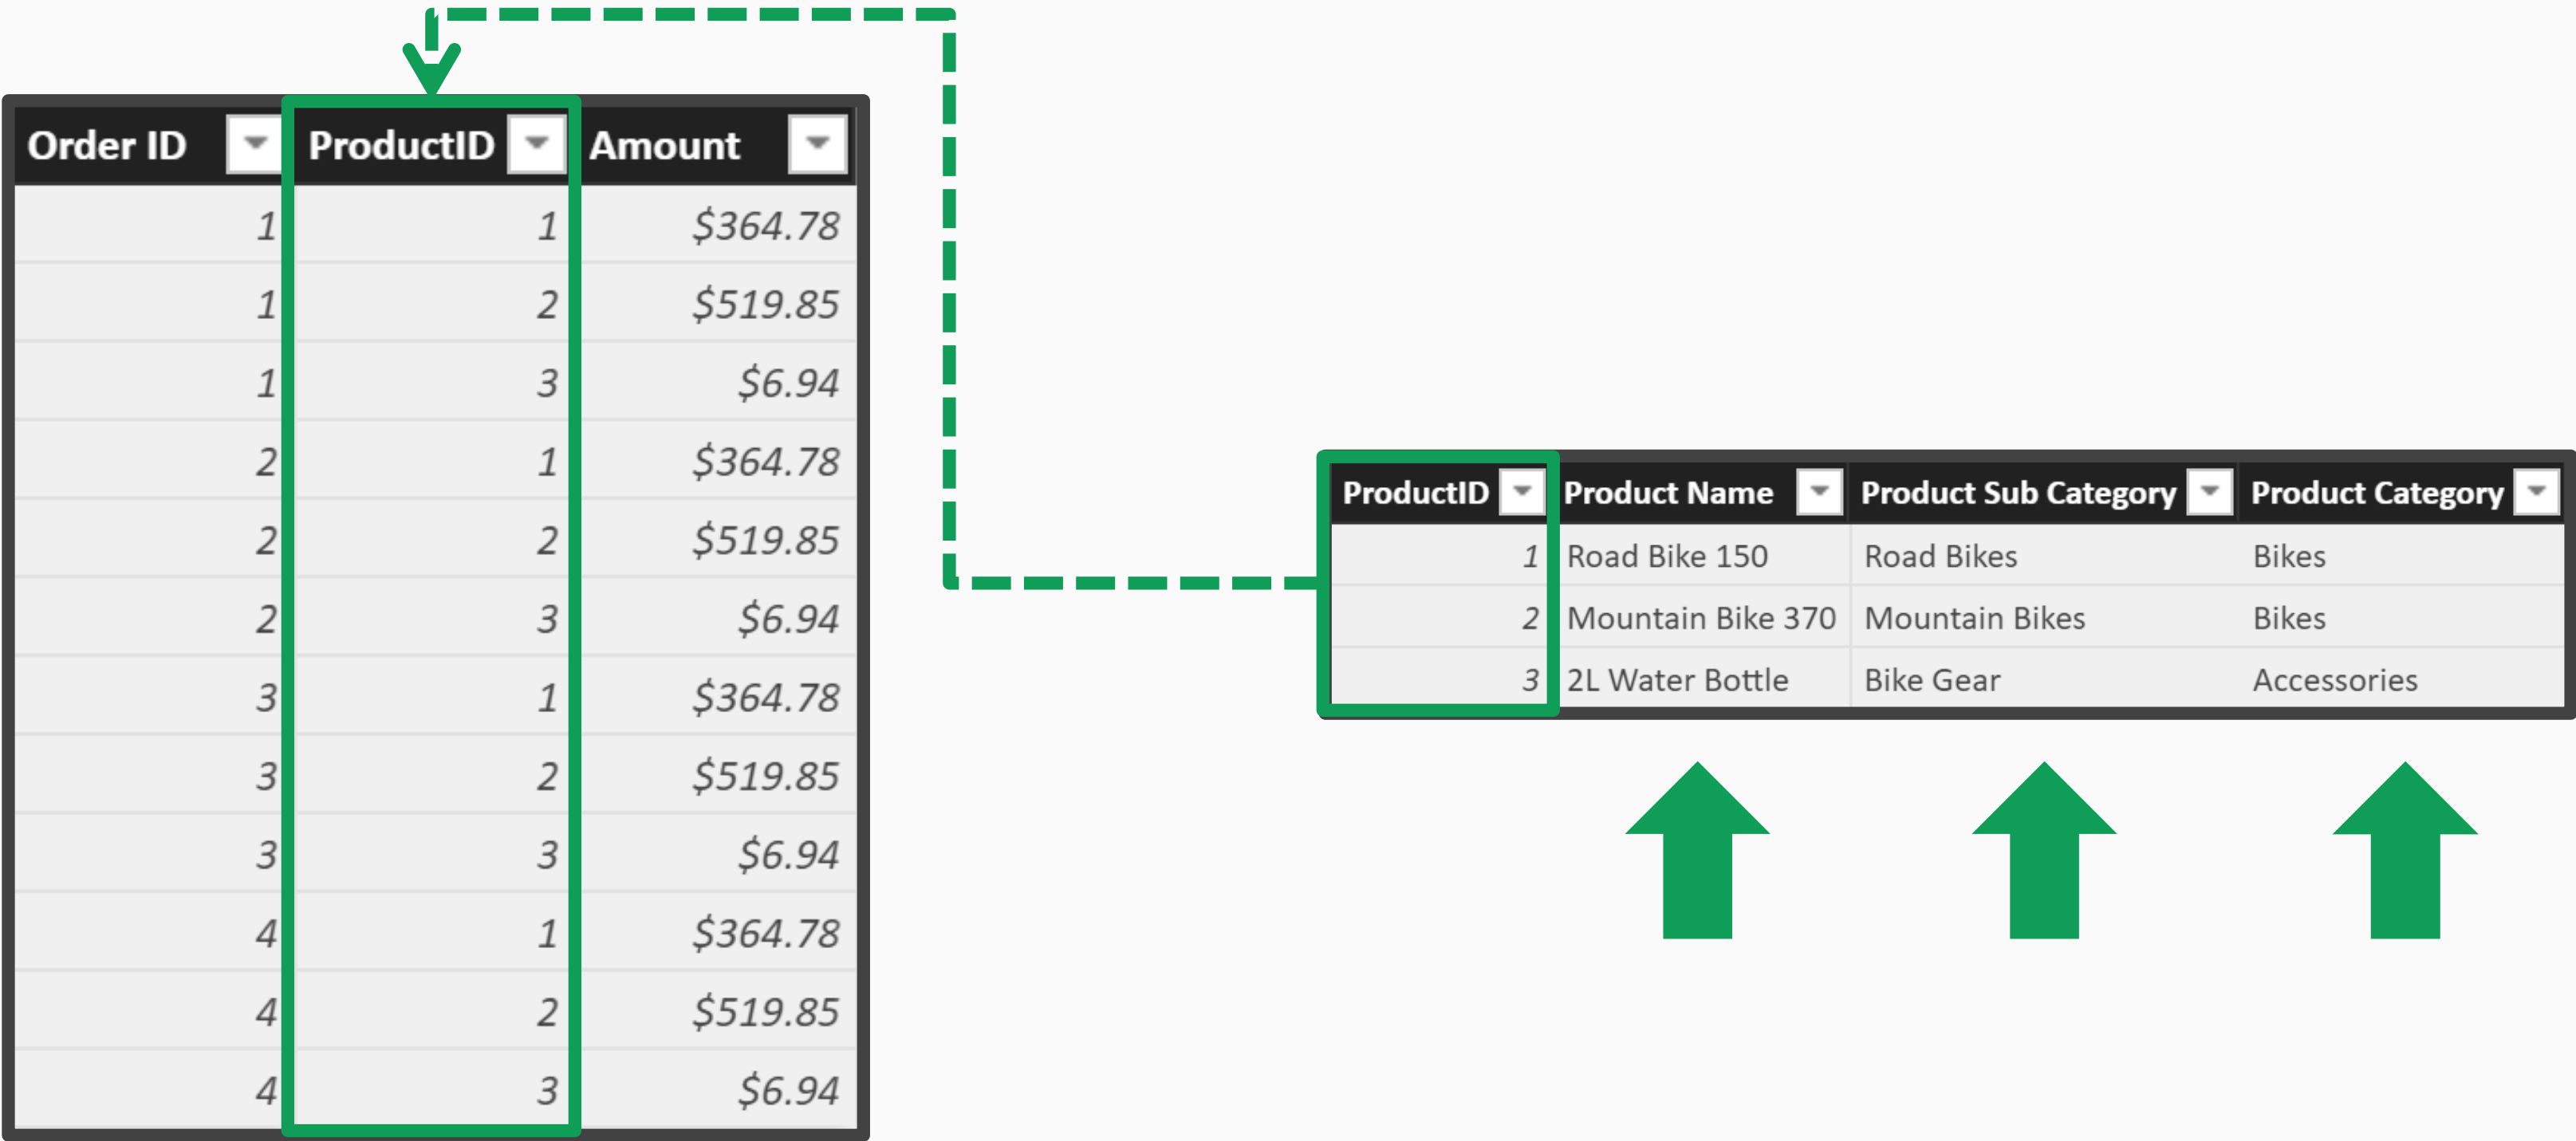 Order ID ProductID Amount
1 1 $364.78
1 2 $519.85
1 3 $6.94
2 1 $364.78
2 2 $519.85
2 3 $6.94
3 1 $364.78
3 2 $519.85
3 3 $6.94
4 1 $364.78
4 2 $519.85
4 3 $6.94
ProductID Product Name Product Sub Category Product Category
1 Road Bike 150 Road Bikes Bikes
2 Mountain Bike 370 Mountain Bikes Bikes
3 2L Water Bottle Bike Gear Accessories